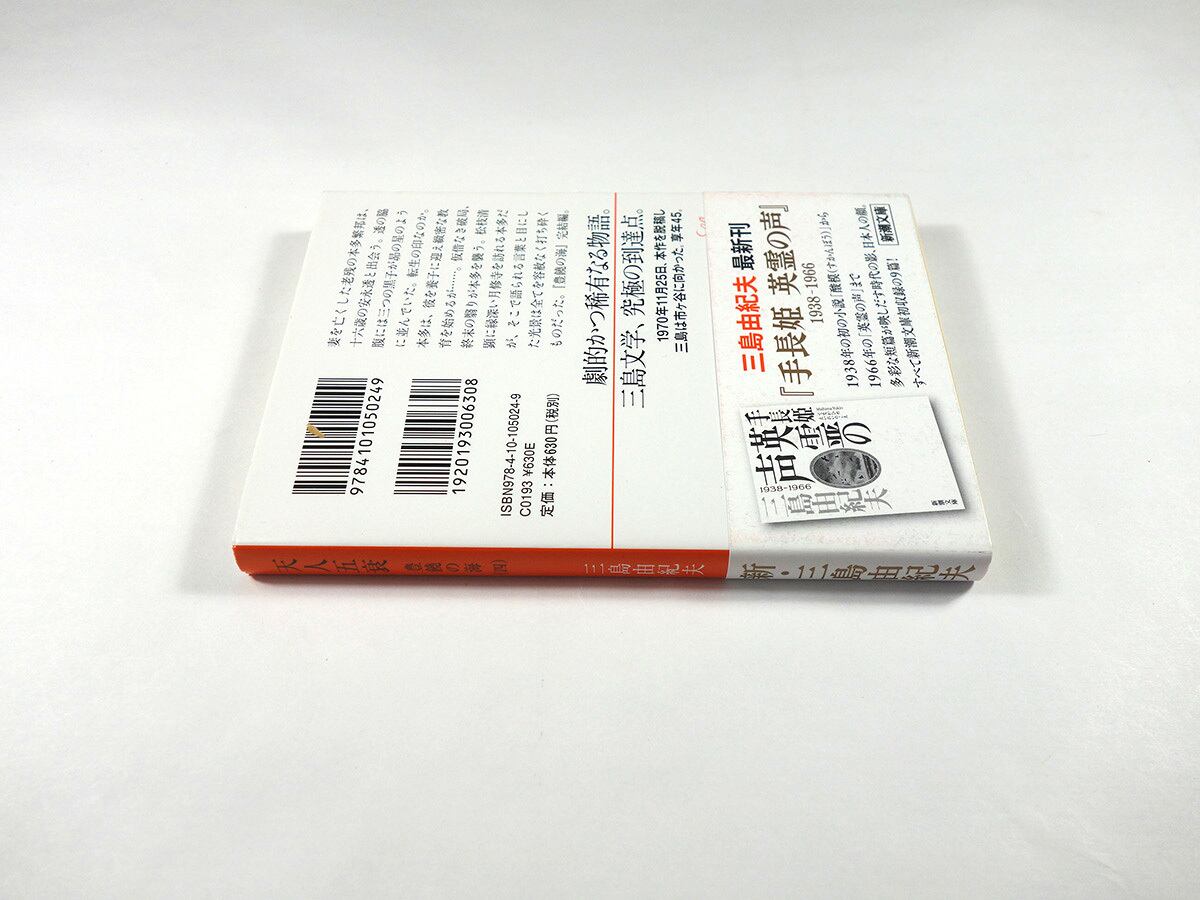 妻を亡くした老残の本多繁邦は、
十六歳の安永透と出会う。透の脇
腹には三つの黒子が昴の星のよう
に並んでいた。転生の印なのか。
本多は、彼を養子に迎え緻密な教
育を始めるが……。仮借なき破局、
終末の翳りが本多を襲う。松枝清
顕に縁深い月修寺を訪れる本多だ
が、そこで語られる言葉と目にし
た光景は全てを容赦なく打ち砕く
ものだった。『豊饒の海』完結編。
9784101050249
1920193006308
ISBN978-4-10-105024-9
C0193 ¥630E
定価：本体630円(税別)
劇的かつ稀有なる物語。
三島文学、究極の到達点。
1970年11月25日、本作を脱稿し
三島は市ヶ谷に向かった。享年45。
三島由紀夫 最新刊
『手長姫 英霊の声』
1938-1966
1938年の初の小説「酸模(すかんぽう)」から
1966年の「英霊の声」まで
多彩な短篇が映しだす時代の影、日本人の顔。
すべて新潮文庫初収録の9篇!
新潮文庫
手長姫
英霊の
声
1938-1966
三島由紀夫
新潮文庫
天人五衰
豊饒の海(四)
三島由紀夫
新・三島由紀夫